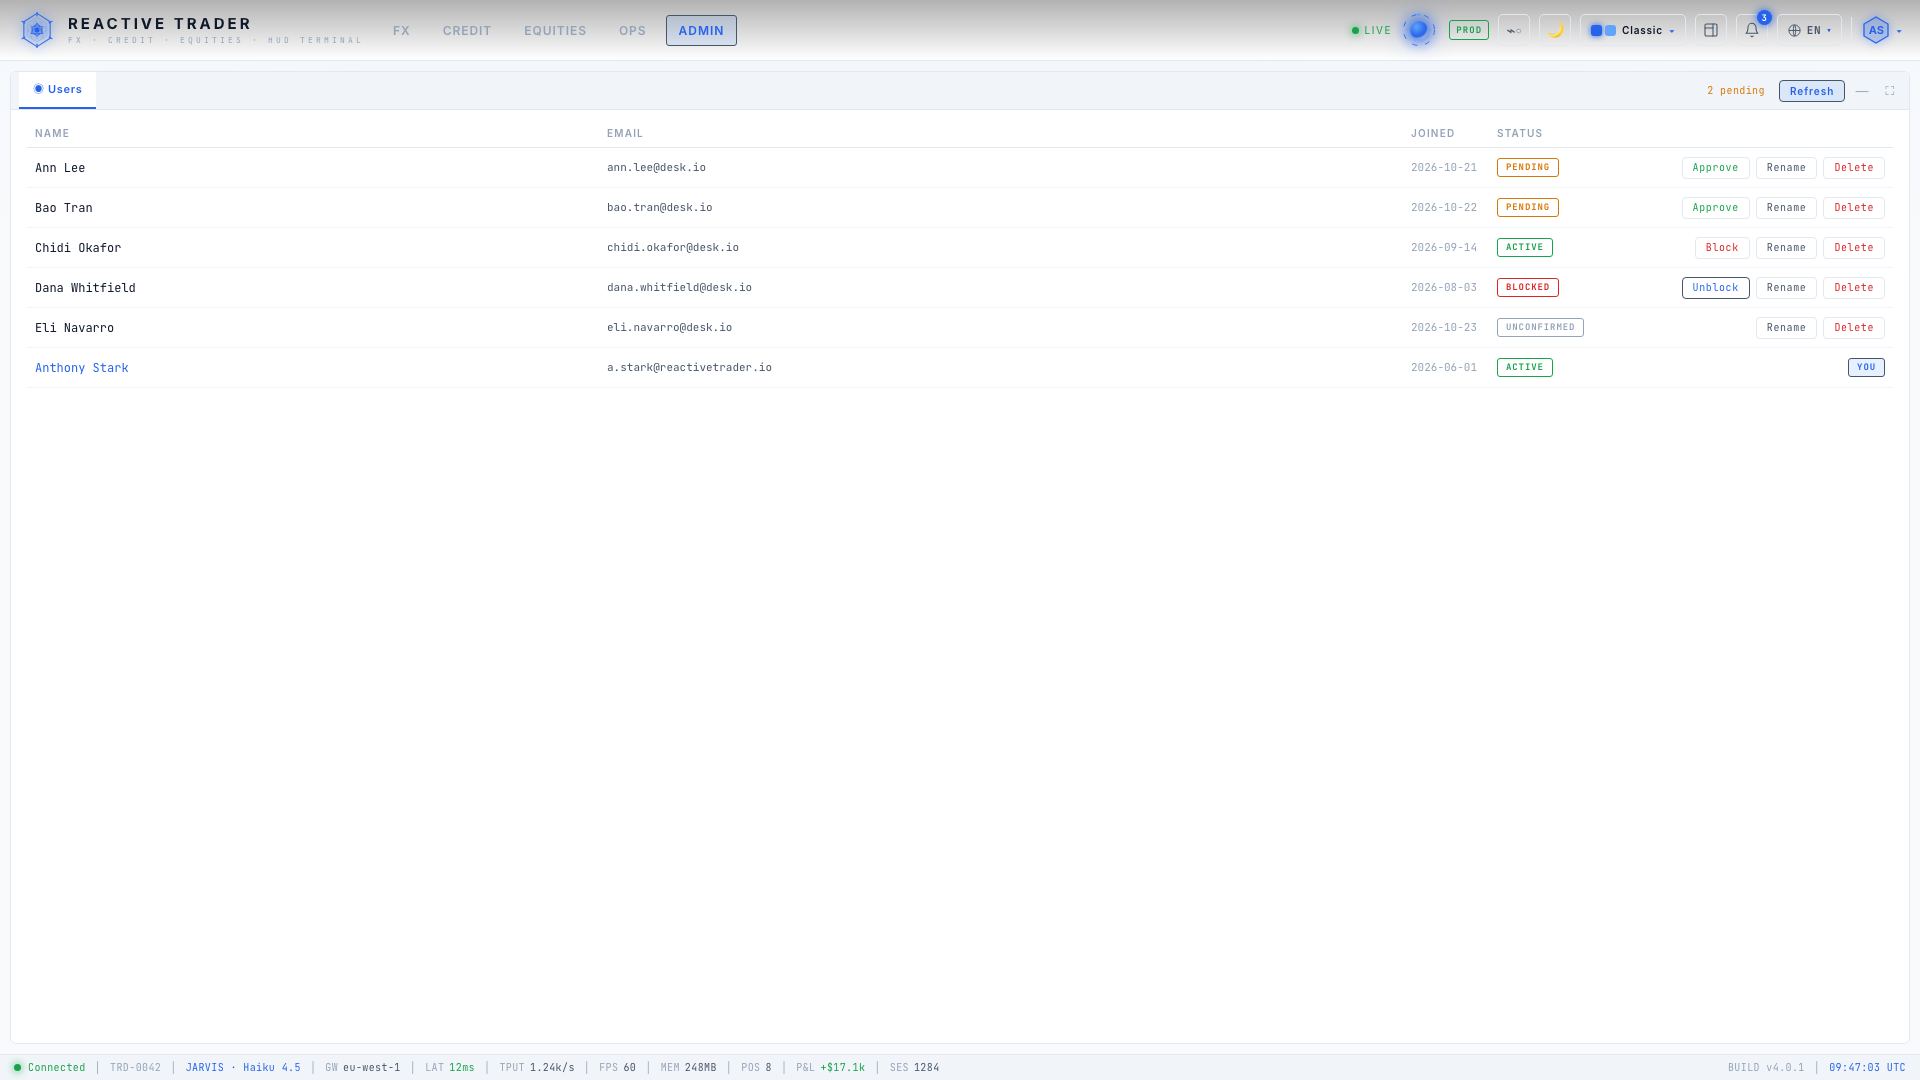 REACTIVE TRADER
FX · CREDIT · EQUITIES · HUD TERMINAL
FX CREDIT EQUITIES OPS ADMIN
LIVE PROD Classic 3 EN AS
Users
2 pending Refresh
NAME EMAIL JOINED STATUS
Ann Lee ann.lee@desk.io 2026-10-21 PENDING Approve Rename Delete
Bao Tran bao.tran@desk.io 2026-10-22 PENDING Approve Rename Delete
Chidi Okafor chidi.okafor@desk.io 2026-09-14 ACTIVE Block Rename Delete
Dana Whitfield dana.whitfield@desk.io 2026-08-03 BLOCKED Unblock Rename Delete
Eli Navarro eli.navarro@desk.io 2026-10-23 UNCONFIRMED Rename Delete
Anthony Stark a.stark@reactivetrader.io 2026-06-01 ACTIVE YOU
Connected TRD-0042 JARVIS · Haiku 4.5 GW eu-west-1 LAT 12ms TPUT 1.24k/s FPS 60 MEM 248MB POS 8 P&L +$17.1k SES 1284 BUILD v4.0.1 09:47:03 UTC